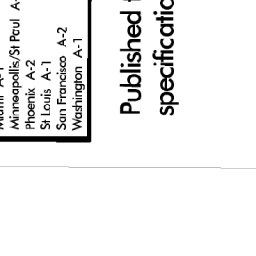 Miami A-1
Minneapolis/St Paul A-
Phoenix A-2
St Louis A-1
San Francisco A-2
Washington A-1
Published
specificatio